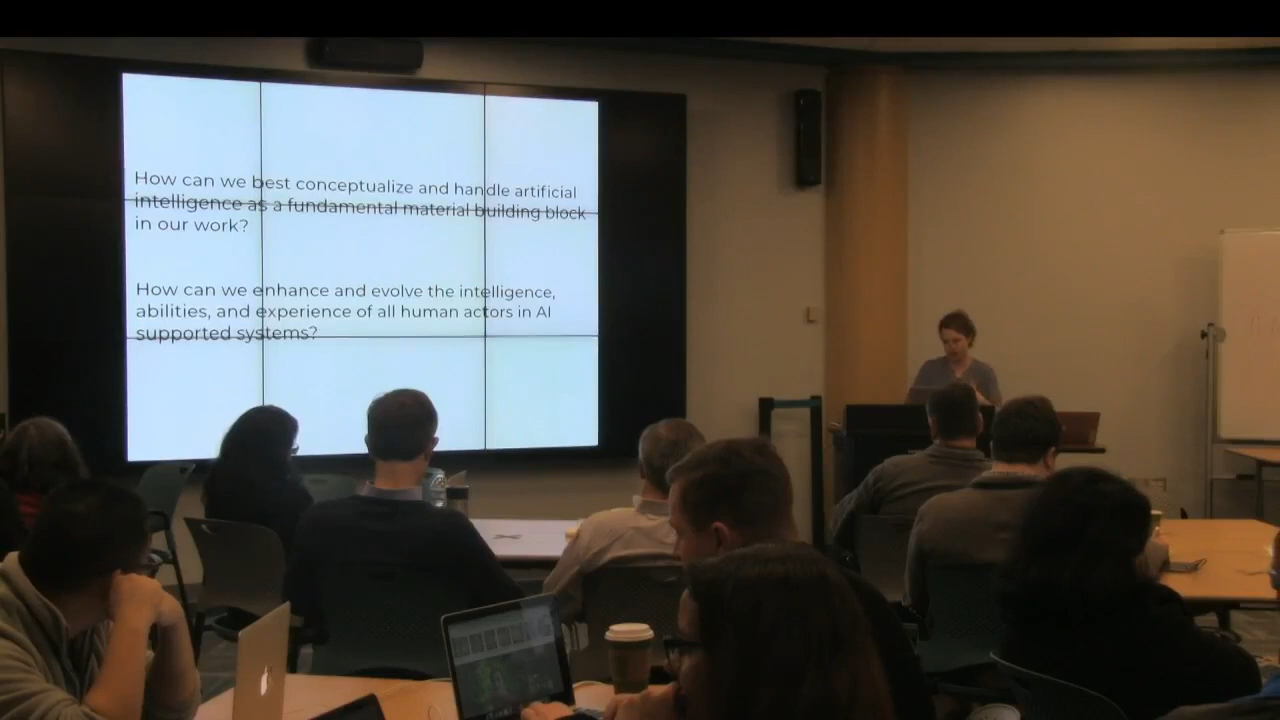 How can we best conceptualize and handle artificial
intelligence as a fundamental material building block
in our work?
How can we enhance and evolve the intelligence,
abilities, and experience of all human actors in AI
supported systems?